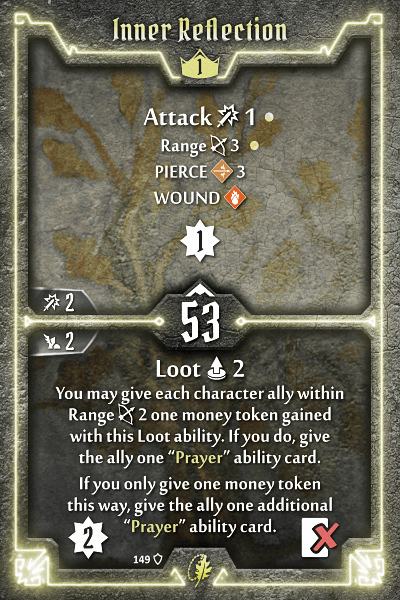 Inner Reflection
1
Attack 1
Range 3
PIERCE 3
WOUND
1
2
53
2
Loot 2
You may give each character ally within
Range 2 one money token gained
with this Loot ability. If you do, give
the ally one “Prayer” ability card.
If you only give one money token
this way, give the ally one additional
“Prayer” ability card.
2
149